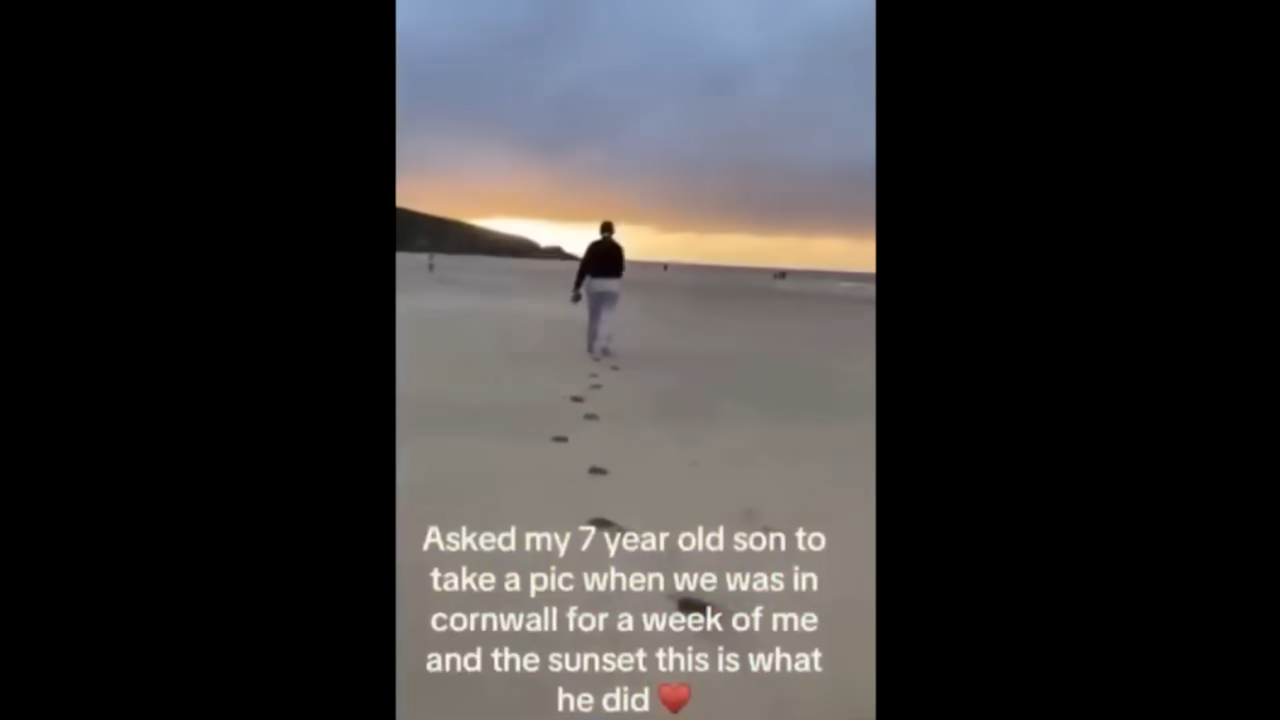 Asked my 7 year old son to
take a pic when we was in
cornwall for a week of me
and the sunset this is what
he did ❤️